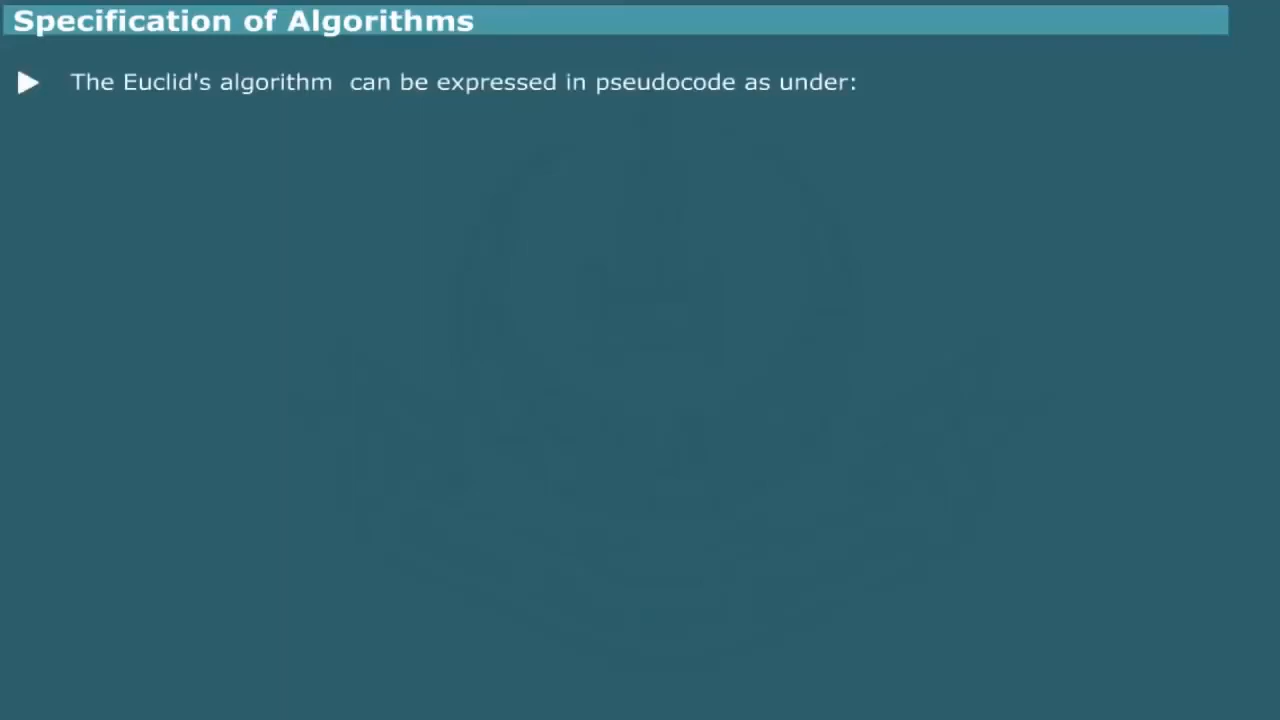 Specification of Algorithms
The Euclid's algorithm can be expressed in pseudocode as under: